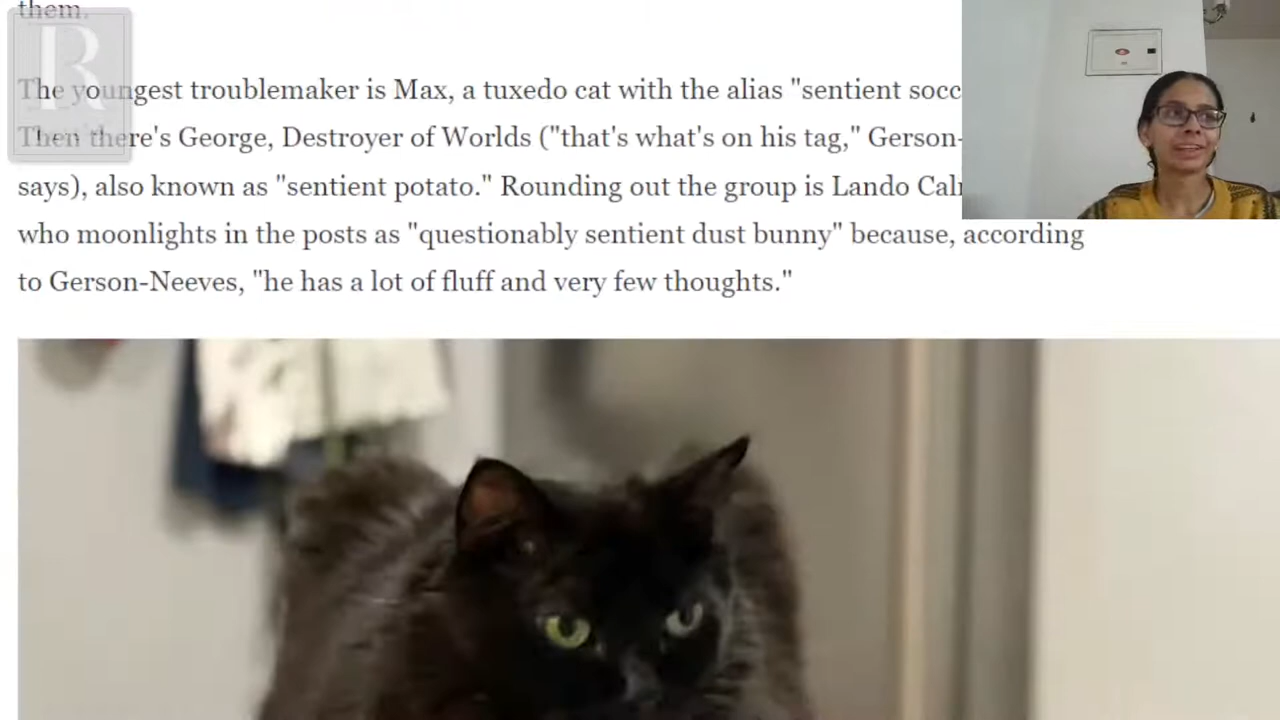 them.
R
The youngest troublemaker is Max, a tuxedo cat with the alias "sentient socc
Then there's George, Destroyer of Worlds ("that's what's on his tag," Gerson-
says), also known as "sentient potato." Rounding out the group is Lando Cal
who moonlights in the posts as "questionably sentient dust bunny" because, according
to Gerson-Neeves, "he has a lot of fluff and very few thoughts."